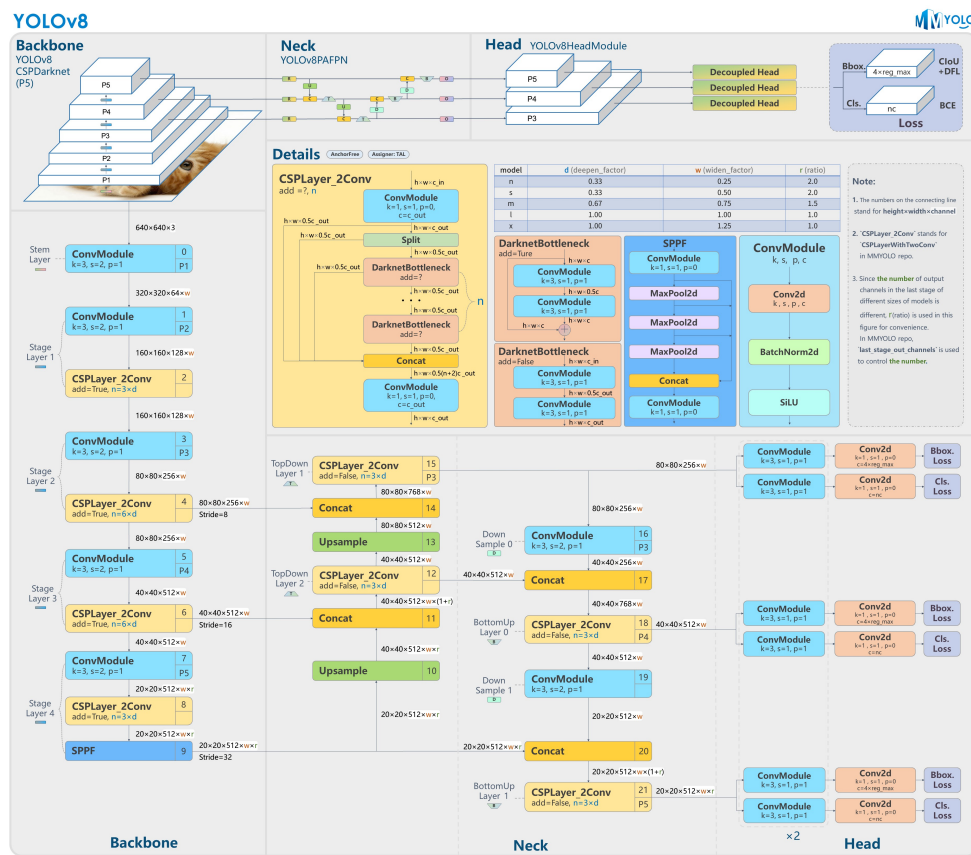 YOLOv8
MMYOLO
Backbone
YOLOv8
CSPDarknet
(P5)
P5
P4
P3
P2
P1
Neck
YOLOv8PAFPN
Head YOLOv8HeadModule
P5
P4
P3
Decoupled Head
Decoupled Head
Decoupled Head
Bbox.
4×reg_max
CIoU
+DFL
Cls.
nc
BCE
Loss
Details
AnchorFree
Assigner: TAL
CSPLayer_2Conv
add =?, n
h×w×c_in
ConvModule
k=1, s=1, p=0,
c=c_out
h×w×0.5c_out
h×w×c_out
h×w×0.5c_out
Split
h×w×0.5c_out
h×w×0.5c_out
DarknetBottleneck
add=?
h×w×0.5c_out
• • •
n
h×w×0.5c_out
DarknetBottleneck
add=?
h×w×0.5c_out
Concat
h×w×0.5(n+2)c_out
ConvModule
k=1, s=1, p=0,
c=c_out
h×w×c_out
model d (deepen_factor) w (widen_factor) r (ratio)
n 0.33 0.25 2.0
s 0.33 0.50 2.0
m 0.67 0.75 1.5
l 1.00 1.00 1.0
x 1.00 1.25 1.0
DarknetBottleneck
add=Ture
h×w×c
ConvModule
k=3, s=1, p=1
h×w×0.5c
ConvModule
k=3, s=1, p=1
h×w×c
h×w×c
DarknetBottleneck
add=False
h×w×c_in
ConvModule
k=3, s=1, p=1
h×w×0.5c_out
ConvModule
k=3, s=1, p=1
h×w×c_out
SPPF
ConvModule
k=1, s=1, p=0
MaxPool2d
MaxPool2d
MaxPool2d
Concat
ConvModule
k=1, s=1, p=0
ConvModule
k, s, p, c
Conv2d
k, s, p, c
BatchNorm2d
SiLU
Note:
1. The numbers on the connecting line
stand for height×width×channel
2. `CSPLayer_2Conv` stands for
`CSPLayerWithTwoConv`
in MMYOLO repo.
3. Since the number of output
channels in the last stage of
different sizes of models is
different, r(ratio) is used in this
figure for convenience.
In MMYOLO repo,
`last_stage_out_channels` is used
to control the number.
640×640×3
Stem
Layer
ConvModule 0
k=3, s=2, p=1 P1
320×320×64×w
ConvModule 1
k=3, s=2, p=1 P2
Stage
Layer 1
160×160×128×w
CSPLayer_2Conv 2
add=True, n=3×d
160×160×128×w
ConvModule 3
k=3, s=2, p=1 P3
Stage
Layer 2
80×80×256×w
CSPLayer_2Conv 4
add=True, n=6×d
80×80×256×w
Stride=8
80×80×256×w
ConvModule 5
k=3, s=2, p=1 P4
Stage
Layer 3
40×40×512×w
CSPLayer_2Conv 6
add=True, n=6×d
40×40×512×w
Stride=16
40×40×512×w
ConvModule 7
k=3, s=2, p=1 P5
Stage
Layer 4
20×20×512×w×r
CSPLayer_2Conv 8
add=True, n=3×d
20×20×512×w×r
SPPF 9
20×20×512×w×r
Stride=32
Backbone
TopDown
Layer 1
T
CSPLayer_2Conv 15
add=False, n=3×d P3
80×80×768×w
Concat 14
80×80×512×w
Upsample 13
40×40×512×w
TopDown
Layer 2
T
CSPLayer_2Conv 12
add=False, n=3×d
40×40×512×w
40×40×512×w×(1+r)
Concat 11
40×40×512×w×r
Upsample 10
20×20×512×w×r
20×20×512×w×r
80×80×256×w
80×80×256×w
Down
Sample 0
D
ConvModule 16
k=3, s=2, p=1 P3
40×40×256×w
Concat 17
40×40×768×w
BottomUp
Layer 0
B
CSPLayer_2Conv 18
add=False, n=3×d P4
40×40×512×w
40×40×512×w
Down
Sample 1
D
ConvModule 19
k=3, s=2, p=1
20×20×512×w
Concat 20
20×20×512×w×(1+r)
BottomUp
Layer 1
B
CSPLayer_2Conv 21
add=False, n=3×d P5
20×20×512×w×r
Neck
ConvModule
k=3, s=1, p=1
Conv2d
k=1, s=1, p=0
c=4×reg_max
Bbox.
Loss
ConvModule
k=3, s=1, p=1
Conv2d
k=1, s=1, p=0
c=nc
Cls.
Loss
ConvModule
k=3, s=1, p=1
Conv2d
k=1, s=1, p=0
c=4×reg_max
Bbox.
Loss
ConvModule
k=3, s=1, p=1
Conv2d
k=1, s=1, p=0
c=nc
Cls.
Loss
ConvModule
k=3, s=1, p=1
Conv2d
k=1, s=1, p=0
c=4×reg_max
Bbox.
Loss
ConvModule
k=3, s=1, p=1
Conv2d
k=1, s=1, p=0
c=nc
Cls.
Loss
×2
Head